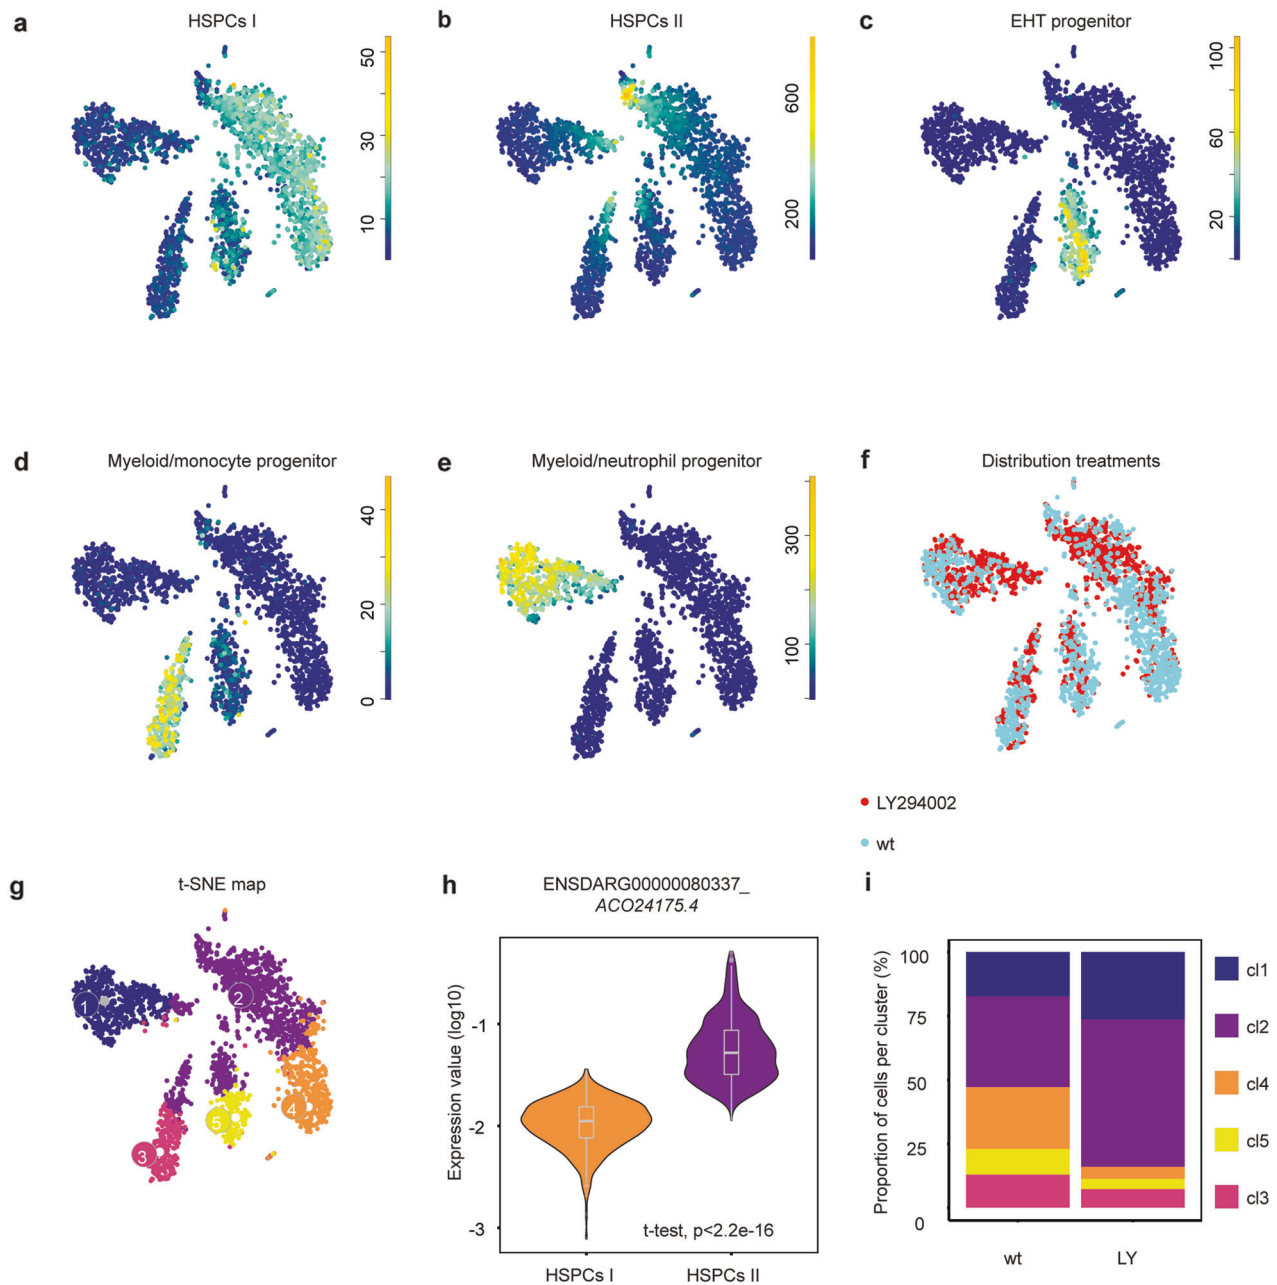 a
HSPCs I
50
30
10
b
HSPCs II
600
200
c
EHT progenitor
100
60
20
d
Myeloid/monocyte progenitor
40
20
0
e
Myeloid/neutrophil progenitor
300
100
f
Distribution treatments
LY294002
wt
g
t-SNE map
1
2
3
4
5
h
ENSDARG00000080337_
ACO24175.4
Expression value (log10)
-1
-2
-3
t-test, p<2.2e-16
HSPCs I
HSPCs II
i
Proportion of cells per cluster (%)
100
75
50
25
0
wt
LY
cl1
cl2
cl4
cl5
cl3